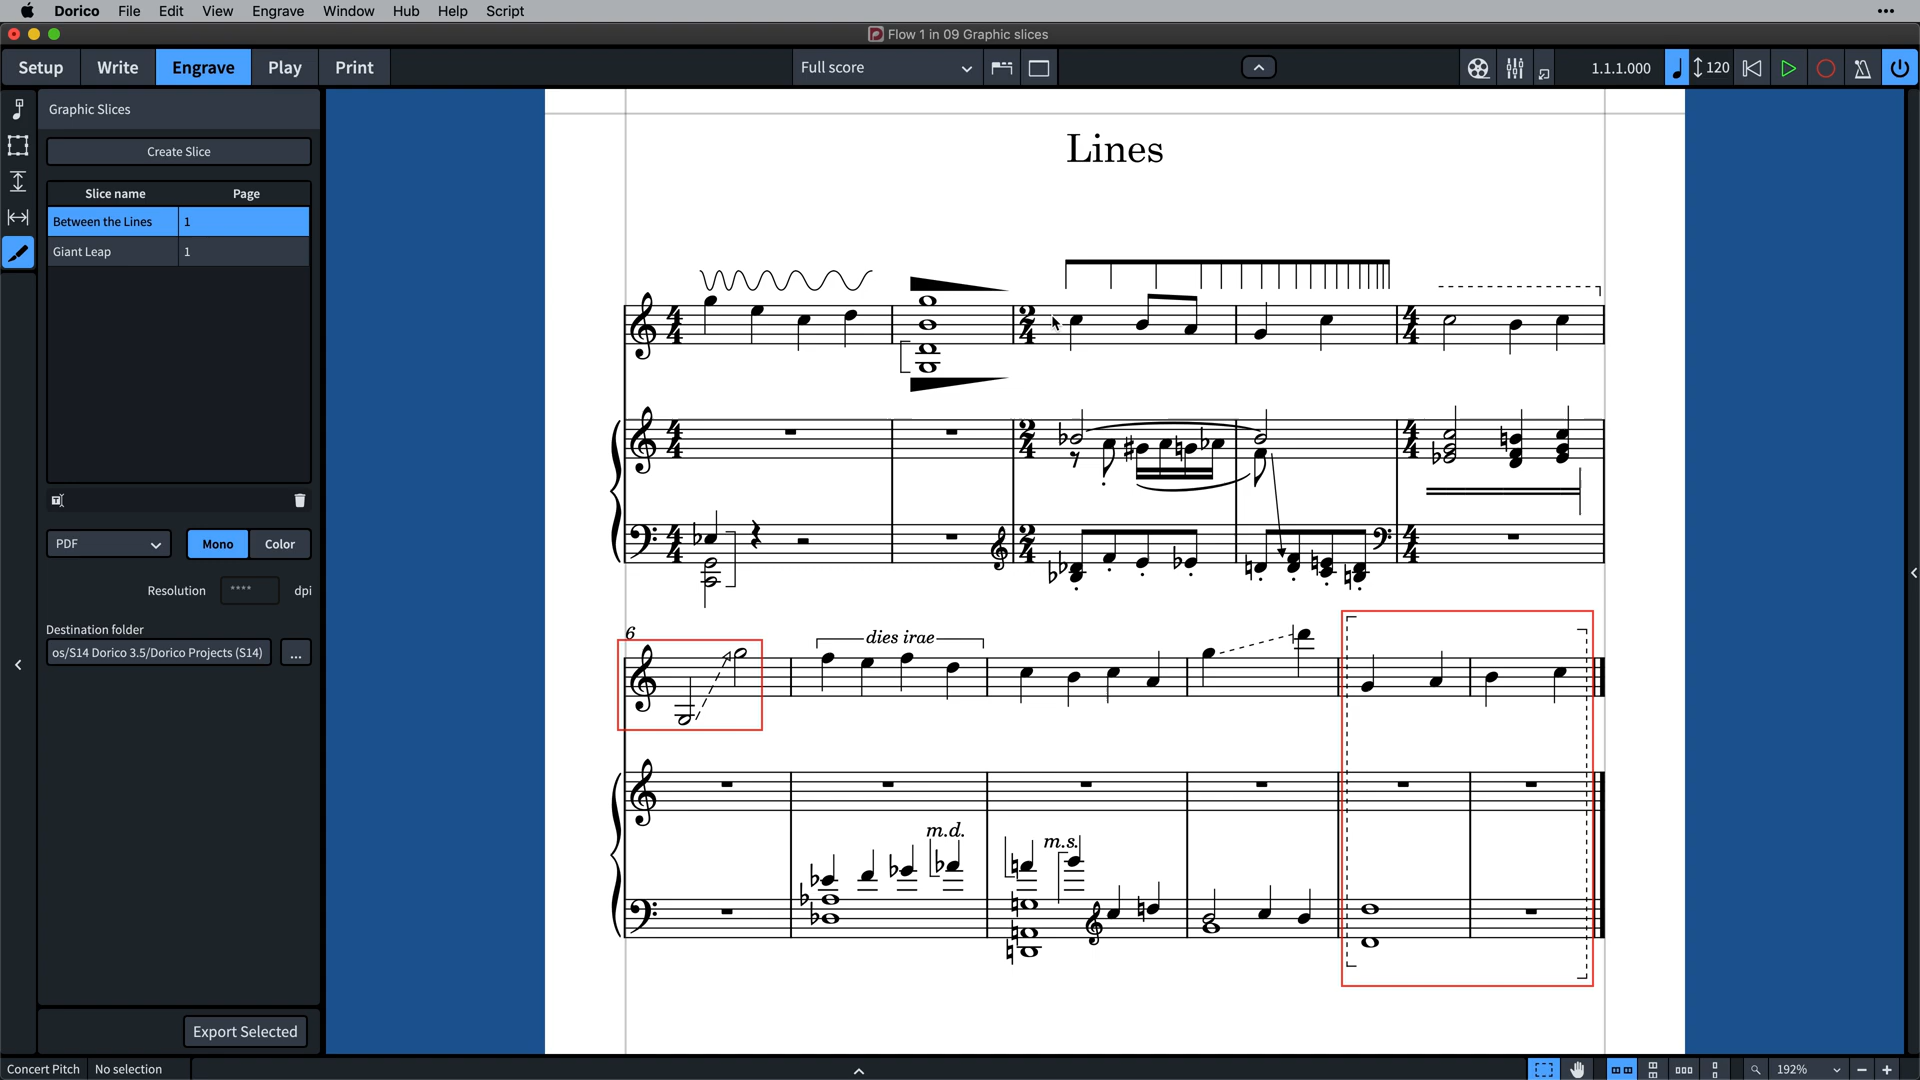 Dorico File Edit View Engrave Window Hub Help Script
Flow 1 in 09 Graphic slices
Setup Write Engrave Play Print
Full score
1.1.1.000
120
Graphic Slices
Create Slice
Slice name Page
Between the Lines 1
Giant Leap 1
PDF
Mono Color
Resolution **** dpi
Destination folder
os/S14 Dorico 3.5/Dorico Projects (S14) ...
Export Selected
Lines
6
dies irae
m.d.
m.s.
Concert Pitch No selection
192%